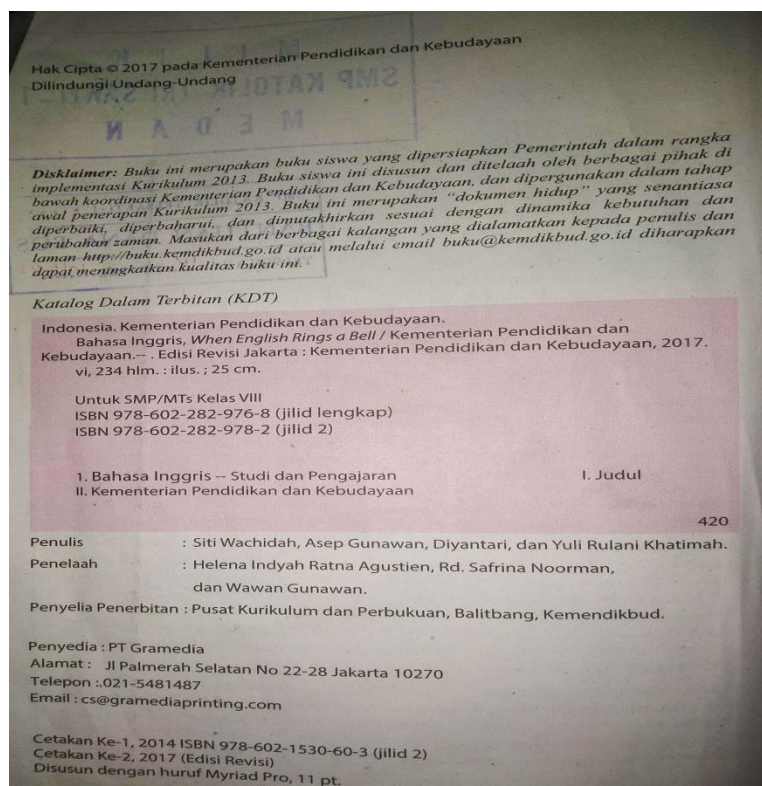 Hak Cipta © 2017 pada Kementerian Pendidikan dan Kebudayaan
Dilindungi Undang-Undang
MILIK
SMP KATOLIK TRI SAKTI-1
MEDAN
Disklaimer: Buku ini merupakan buku siswa yang dipersiapkan Pemerintah dalam rangka
implementasi Kurikulum 2013. Buku siswa ini disusun dan ditelaah oleh berbagai pihak di
bawah koordinasi Kementerian Pendidikan dan Kebudayaan, dan dipergunakan dalam tahap
awal penerapan Kurikulum 2013. Buku ini merupakan “dokumen hidup” yang senantiasa
diperbaiki, diperbaharui, dan dimutakhirkan sesuai dengan dinamika kebutuhan dan
perubahan zaman. Masukan dari berbagai kalangan yang dialamatkan kepada penulis dan
laman http://buku.kemdikbud.go.id atau melalui email buku@kemdikbud.go.id diharapkan
dapat meningkatkan kualitas buku ini.
Katalog Dalam Terbitan (KDT)
Indonesia. Kementerian Pendidikan dan Kebudayaan.
Bahasa Inggris, When English Rings a Bell / Kementerian Pendidikan dan
Kebudayaan.-- . Edisi Revisi Jakarta : Kementerian Pendidikan dan Kebudayaan, 2017.
vi, 234 hlm. : ilus. ; 25 cm.
Untuk SMP/MTs Kelas VIII
ISBN 978-602-282-976-8 (jilid lengkap)
ISBN 978-602-282-978-2 (jilid 2)
1. Bahasa Inggris -- Studi dan Pengajaran I. Judul
II. Kementerian Pendidikan dan Kebudayaan
420
Penulis : Siti Wachidah, Asep Gunawan, Diyantari, dan Yuli Rulani Khatimah.
Penelaah : Helena Indyah Ratna Agustien, Rd. Safrina Noorman,
dan Wawan Gunawan.
Penyelia Penerbitan : Pusat Kurikulum dan Perbukuan, Balitbang, Kemendikbud.
Penyedia : PT Gramedia
Alamat : Jl Palmerah Selatan No 22-28 Jakarta 10270
Telepon :.021-5481487
Email : cs@gramediaprinting.com
Cetakan Ke-1, 2014 ISBN 978-602-1530-60-3 (jilid 2)
Cetakan Ke-2, 2017 (Edisi Revisi)
Disusun dengan huruf Myriad Pro, 11 pt.